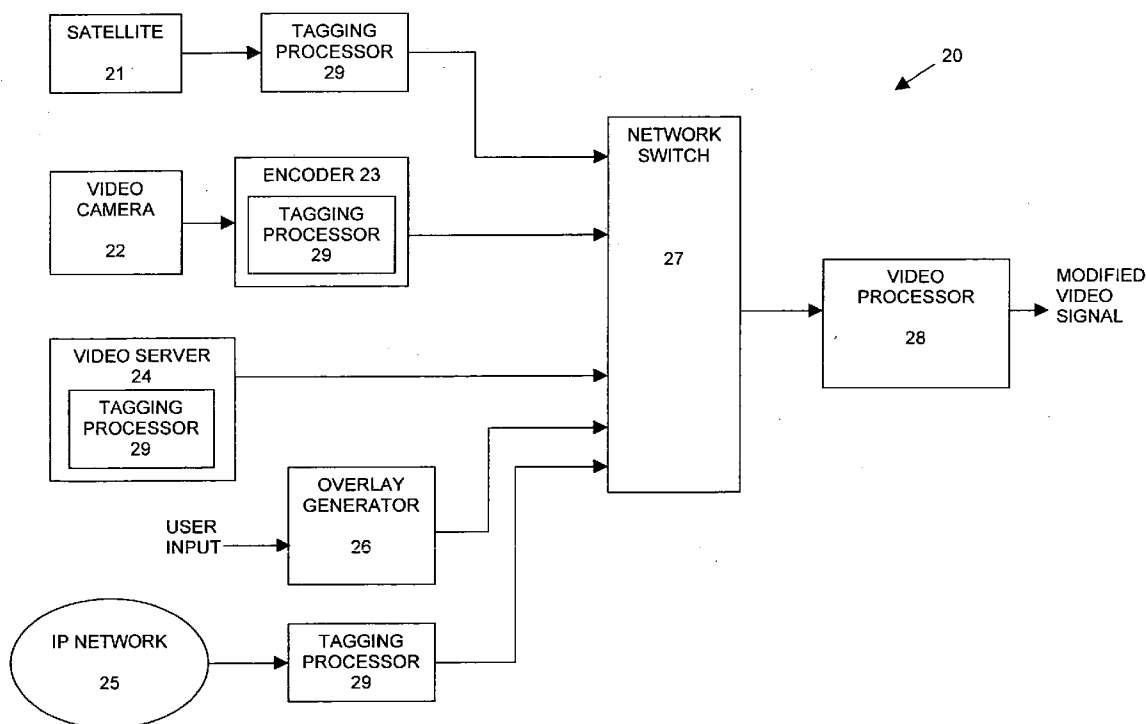 SATELLITE
21
TAGGING
PROCESSOR
29
20
NETWORK
SWITCH
27
VIDEO
CAMERA
22
ENCODER 23
TAGGING
PROCESSOR
29
VIDEO
PROCESSOR
28
MODIFIED
VIDEO
SIGNAL
VIDEO SERVER
24
TAGGING
PROCESSOR
29
OVERLAY
GENERATOR
26
USER
INPUT
IP NETWORK
25
TAGGING
PROCESSOR
29